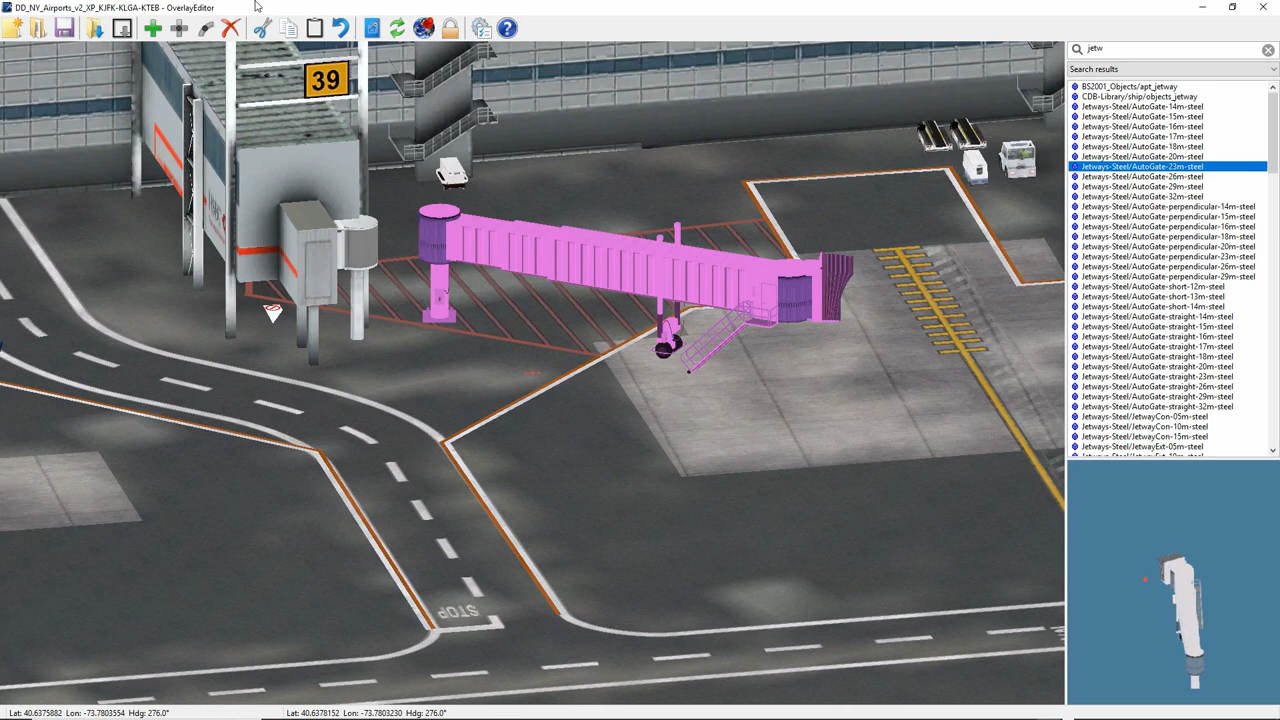 DD_NY_Airports_v2_XP_KJFK-KLGA-KTEB - OverlayEditor
jetw
Search results
BS2001_Objects/apt_jetway
CDB-Library/ship/objects_jetway
Jetways-Steel/AutoGate-14m-steel
Jetways-Steel/AutoGate-15m-steel
Jetways-Steel/AutoGate-16m-steel
Jetways-Steel/AutoGate-17m-steel
Jetways-Steel/AutoGate-18m-steel
Jetways-Steel/AutoGate-20m-steel
Jetways-Steel/AutoGate-23m-steel
Jetways-Steel/AutoGate-26m-steel
Jetways-Steel/AutoGate-29m-steel
Jetways-Steel/AutoGate-32m-steel
Jetways-Steel/AutoGate-perpendicular-14m-steel
Jetways-Steel/AutoGate-perpendicular-15m-steel
Jetways-Steel/AutoGate-perpendicular-16m-steel
Jetways-Steel/AutoGate-perpendicular-18m-steel
Jetways-Steel/AutoGate-perpendicular-20m-steel
Jetways-Steel/AutoGate-perpendicular-23m-steel
Jetways-Steel/AutoGate-perpendicular-26m-steel
Jetways-Steel/AutoGate-perpendicular-29m-steel
Jetways-Steel/AutoGate-short-12m-steel
Jetways-Steel/AutoGate-short-13m-steel
Jetways-Steel/AutoGate-short-14m-steel
Jetways-Steel/AutoGate-straight-14m-steel
Jetways-Steel/AutoGate-straight-15m-steel
Jetways-Steel/AutoGate-straight-16m-steel
Jetways-Steel/AutoGate-straight-17m-steel
Jetways-Steel/AutoGate-straight-18m-steel
Jetways-Steel/AutoGate-straight-20m-steel
Jetways-Steel/AutoGate-straight-23m-steel
Jetways-Steel/AutoGate-straight-26m-steel
Jetways-Steel/AutoGate-straight-29m-steel
Jetways-Steel/AutoGate-straight-32m-steel
Jetways-Steel/JetwayCon-05m-steel
Jetways-Steel/JetwayCon-10m-steel
Jetways-Steel/JetwayCon-15m-steel
Jetways-Steel/JetwayExt-05m-steel
39
STOP
Lat: 40.6375882 Lon: -73.7803554 Hdg: 276.0°
Lat: 40.6378152 Lon: -73.7803230 Hdg: 276.0°